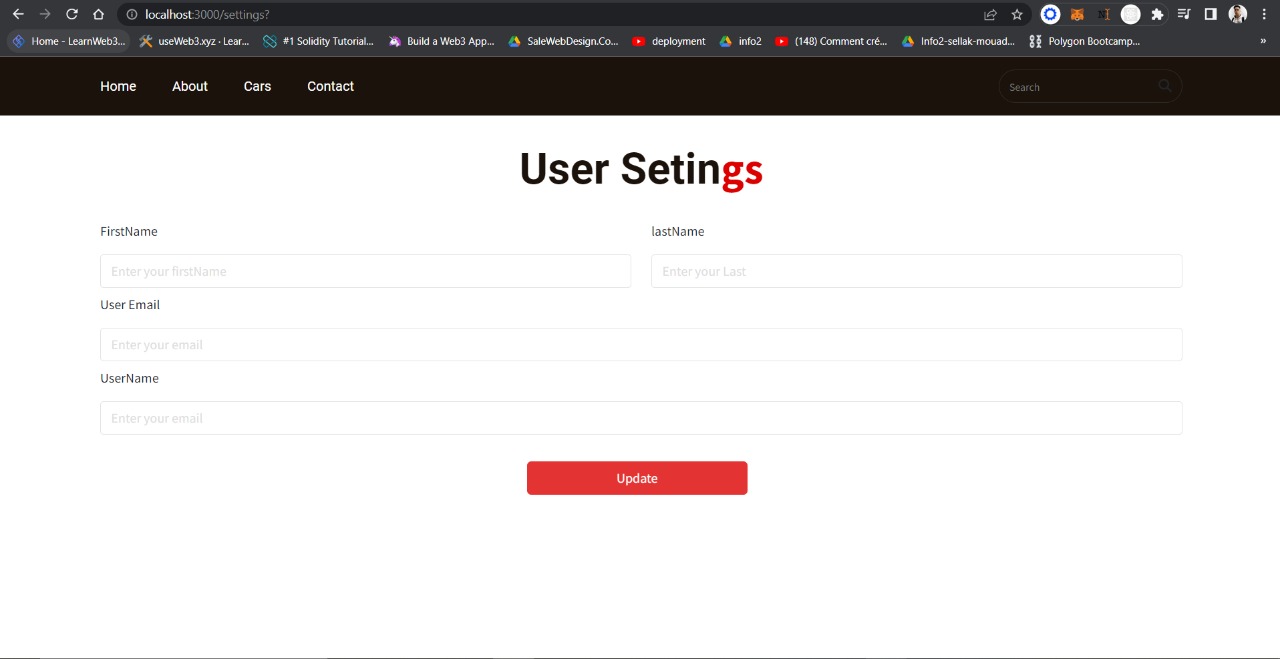 localhost:3000/settings?
Home - LearnWeb3... useWeb3.xyz · Lear... #1 Solidity Tutorial... Build a Web3 App... SaleWebDesign.Co... deployment info2 (148) Comment cré... Info2-sellak-mouad... Polygon Bootcamp... »
Home About Cars Contact Search
User Setings
FirstName lastName
Enter your firstName Enter your Last
User Email
Enter your email
UserName
Enter your email
Update